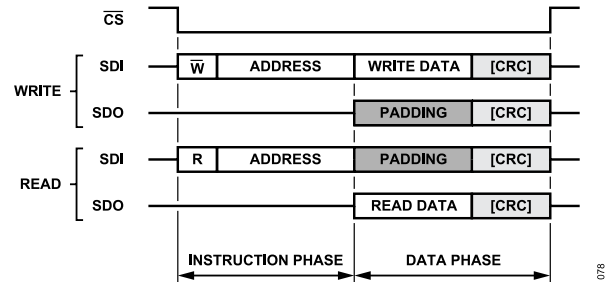 CS
SDI W ADDRESS WRITE DATA [CRC]
WRITE
SDO PADDING [CRC]
SDI R ADDRESS PADDING [CRC]
READ
SDO READ DATA [CRC]
INSTRUCTION PHASE DATA PHASE
078